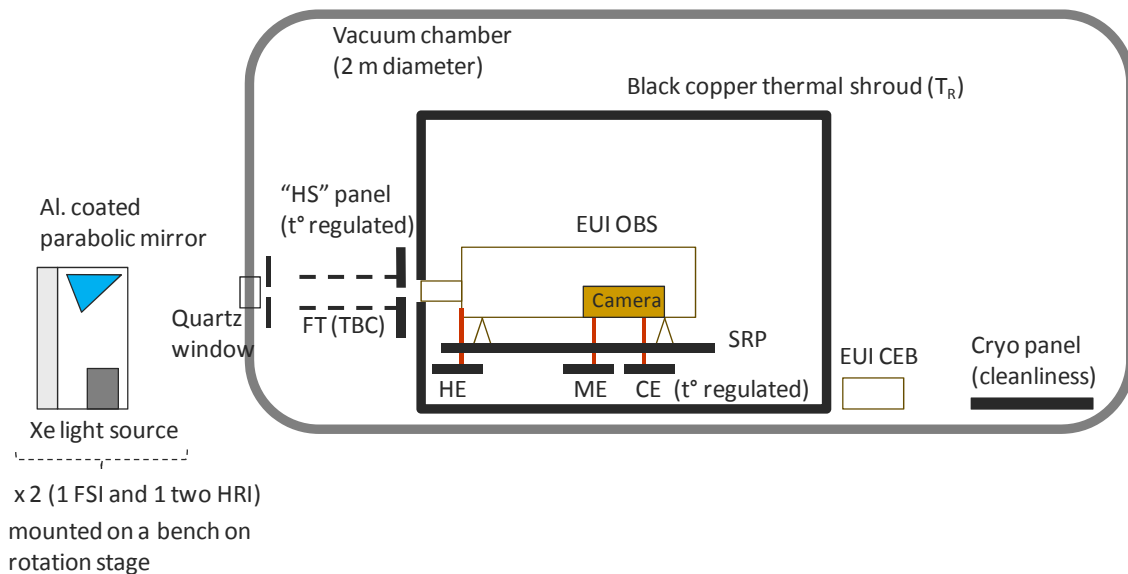 Vacuum chamber
(2 m diameter)
Black copper thermal shroud (TR)
“HS” panel
(t° regulated)
Al. coated
parabolic mirror
EUI OBS
Camera
Quartz
window
FT (TBC)
SRP
HE
ME
CE
(t° regulated)
EUI CEB
Cryo panel
(cleanliness)
Xe light source
x 2 (1 FSI and 1 two HRI)
mounted on a bench on
rotation stage